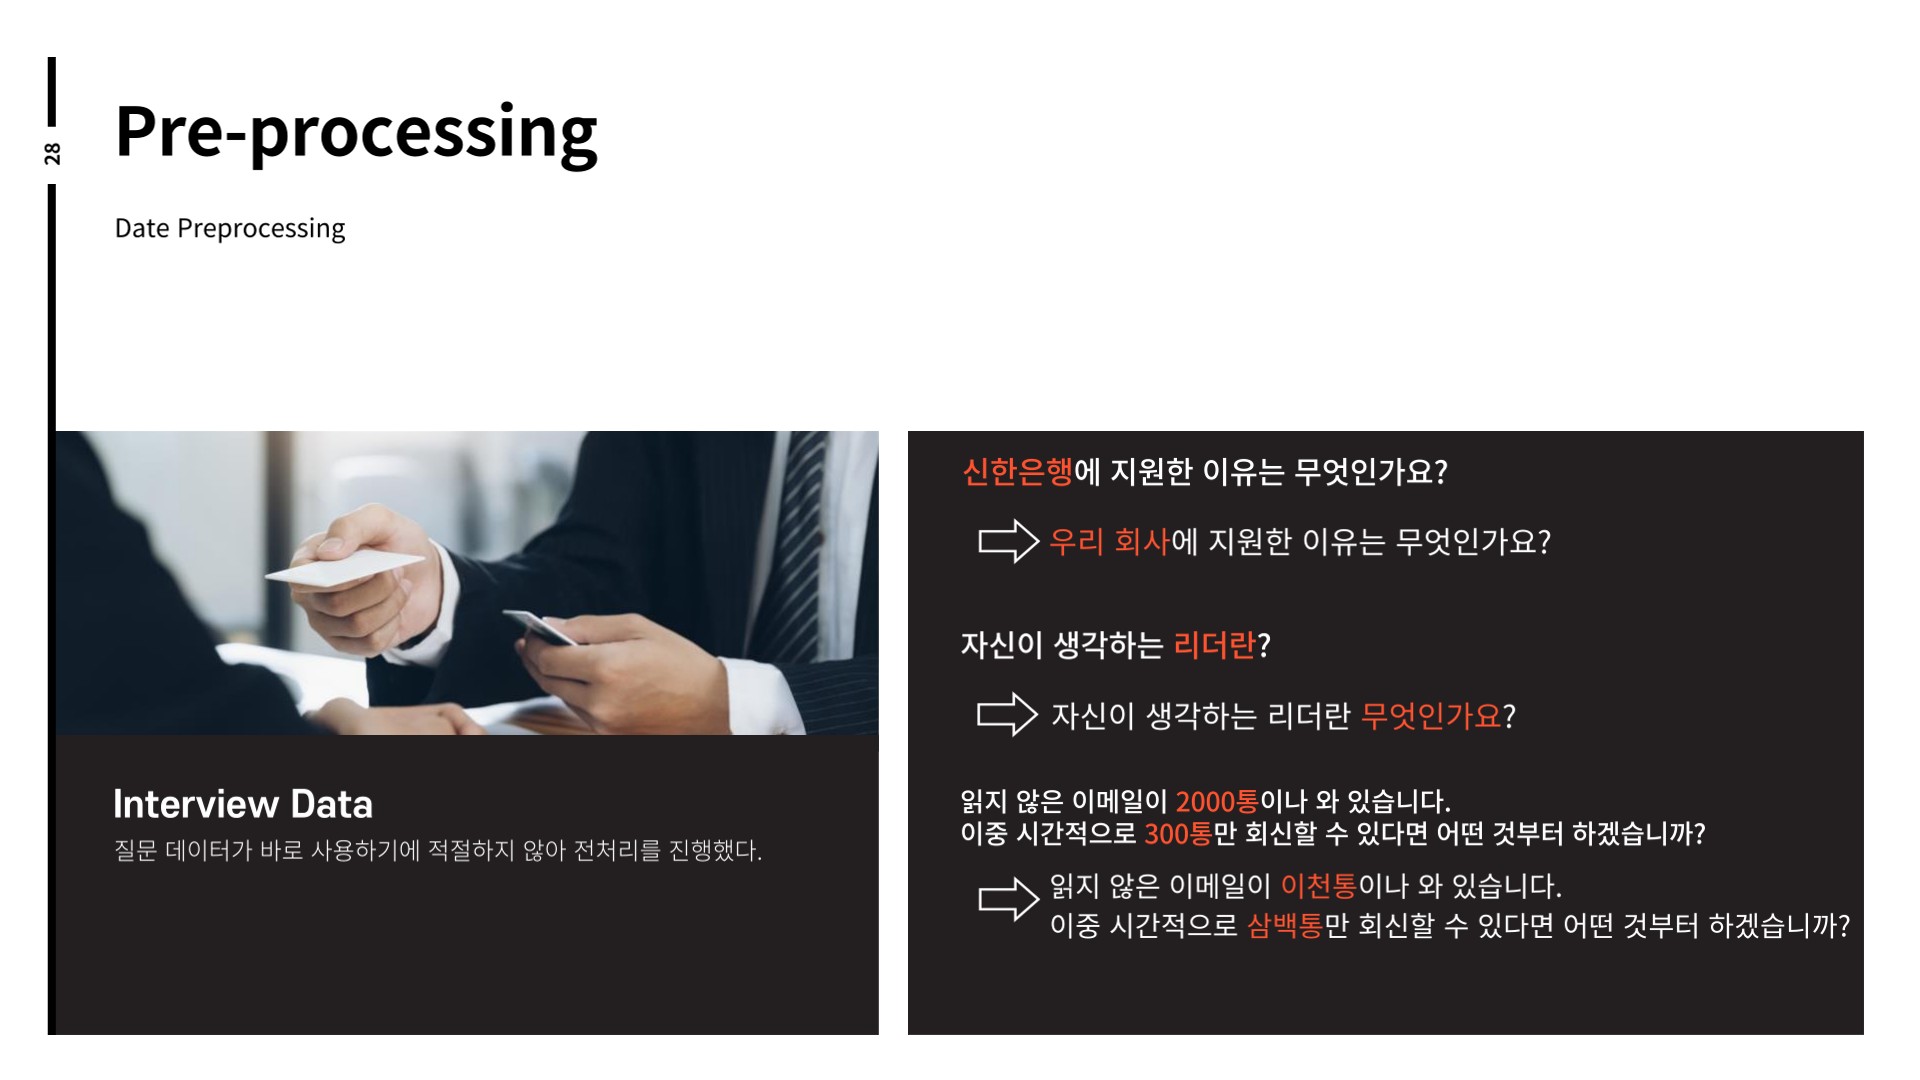 28
Pre-processing
Date Preprocessing
Interview Data
질문 데이터가 바로 사용하기에 적절하지 않아 전처리를 진행했다.
신한은행에 지원한 이유는 무엇인가요?
우리 회사에 지원한 이유는 무엇인가요?
자신이 생각하는 리더란?
자신이 생각하는 리더란 무엇인가요?
읽지 않은 이메일이 2000통이나 와 있습니다.
이중 시간적으로 300통만 회신할 수 있다면 어떤 것부터 하겠습니까?
읽지 않은 이메일이 이천통이나 와 있습니다.
이중 시간적으로 삼백통만 회신할 수 있다면 어떤 것부터 하겠습니까?